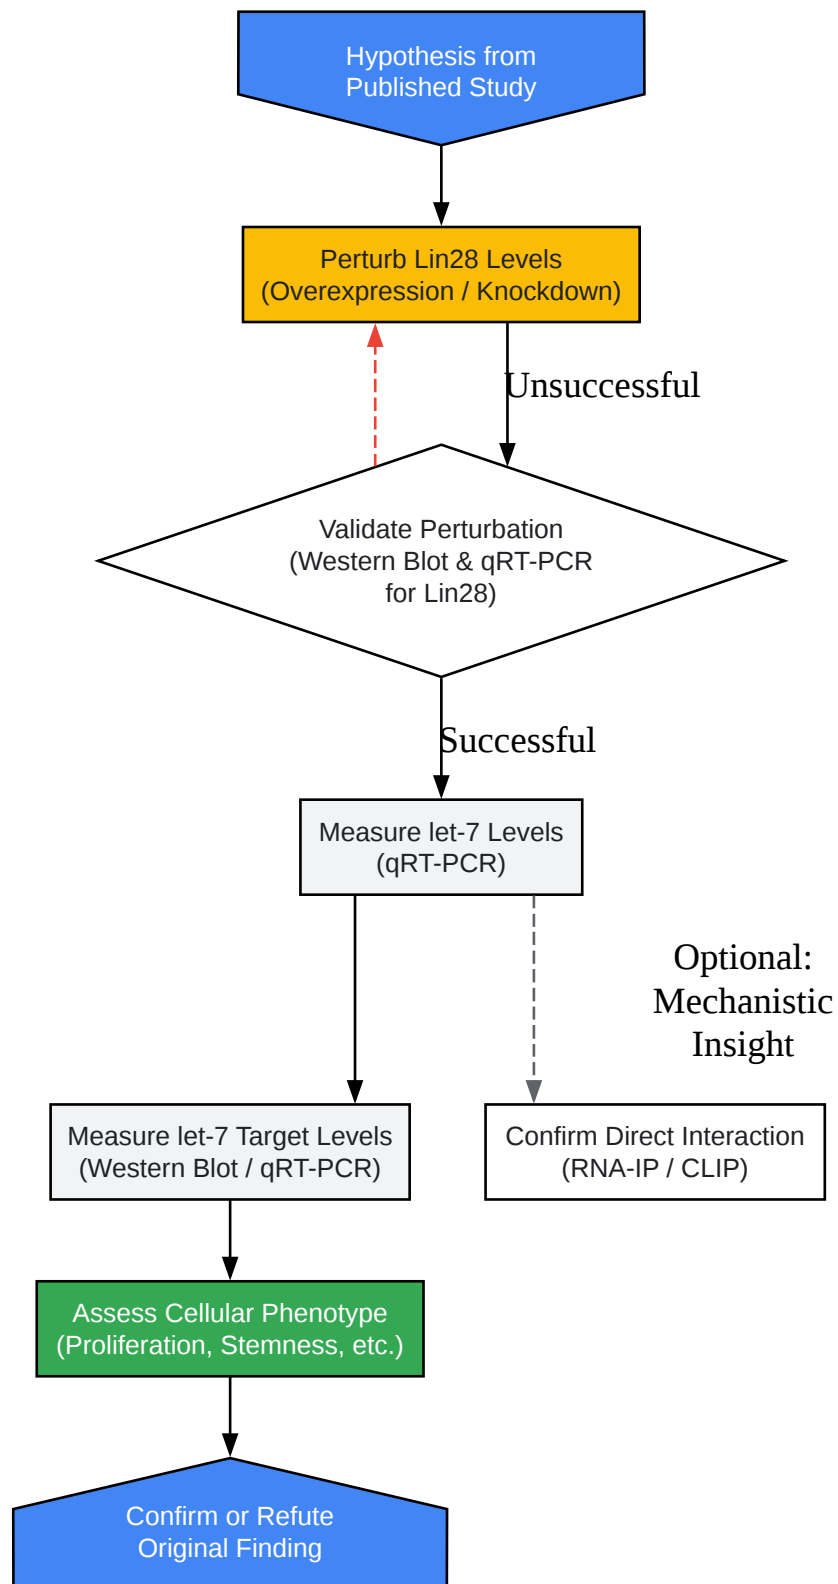 Hypothesis from
Published Study
Perturb Lin28 Levels
(Overexpression / Knockdown)
Unsuccessful
Validate Perturbation
(Western Blot & qRT-PCR
for Lin28)
Successful
Measure let-7 Levels
(qRT-PCR)
Optional:
Mechanistic
Insight
Measure let-7 Target Levels
(Western Blot / qRT-PCR)
Confirm Direct Interaction
(RNA-IP / CLIP)
Assess Cellular Phenotype
(Proliferation, Stemness, etc.)
Confirm or Refute
Original Finding